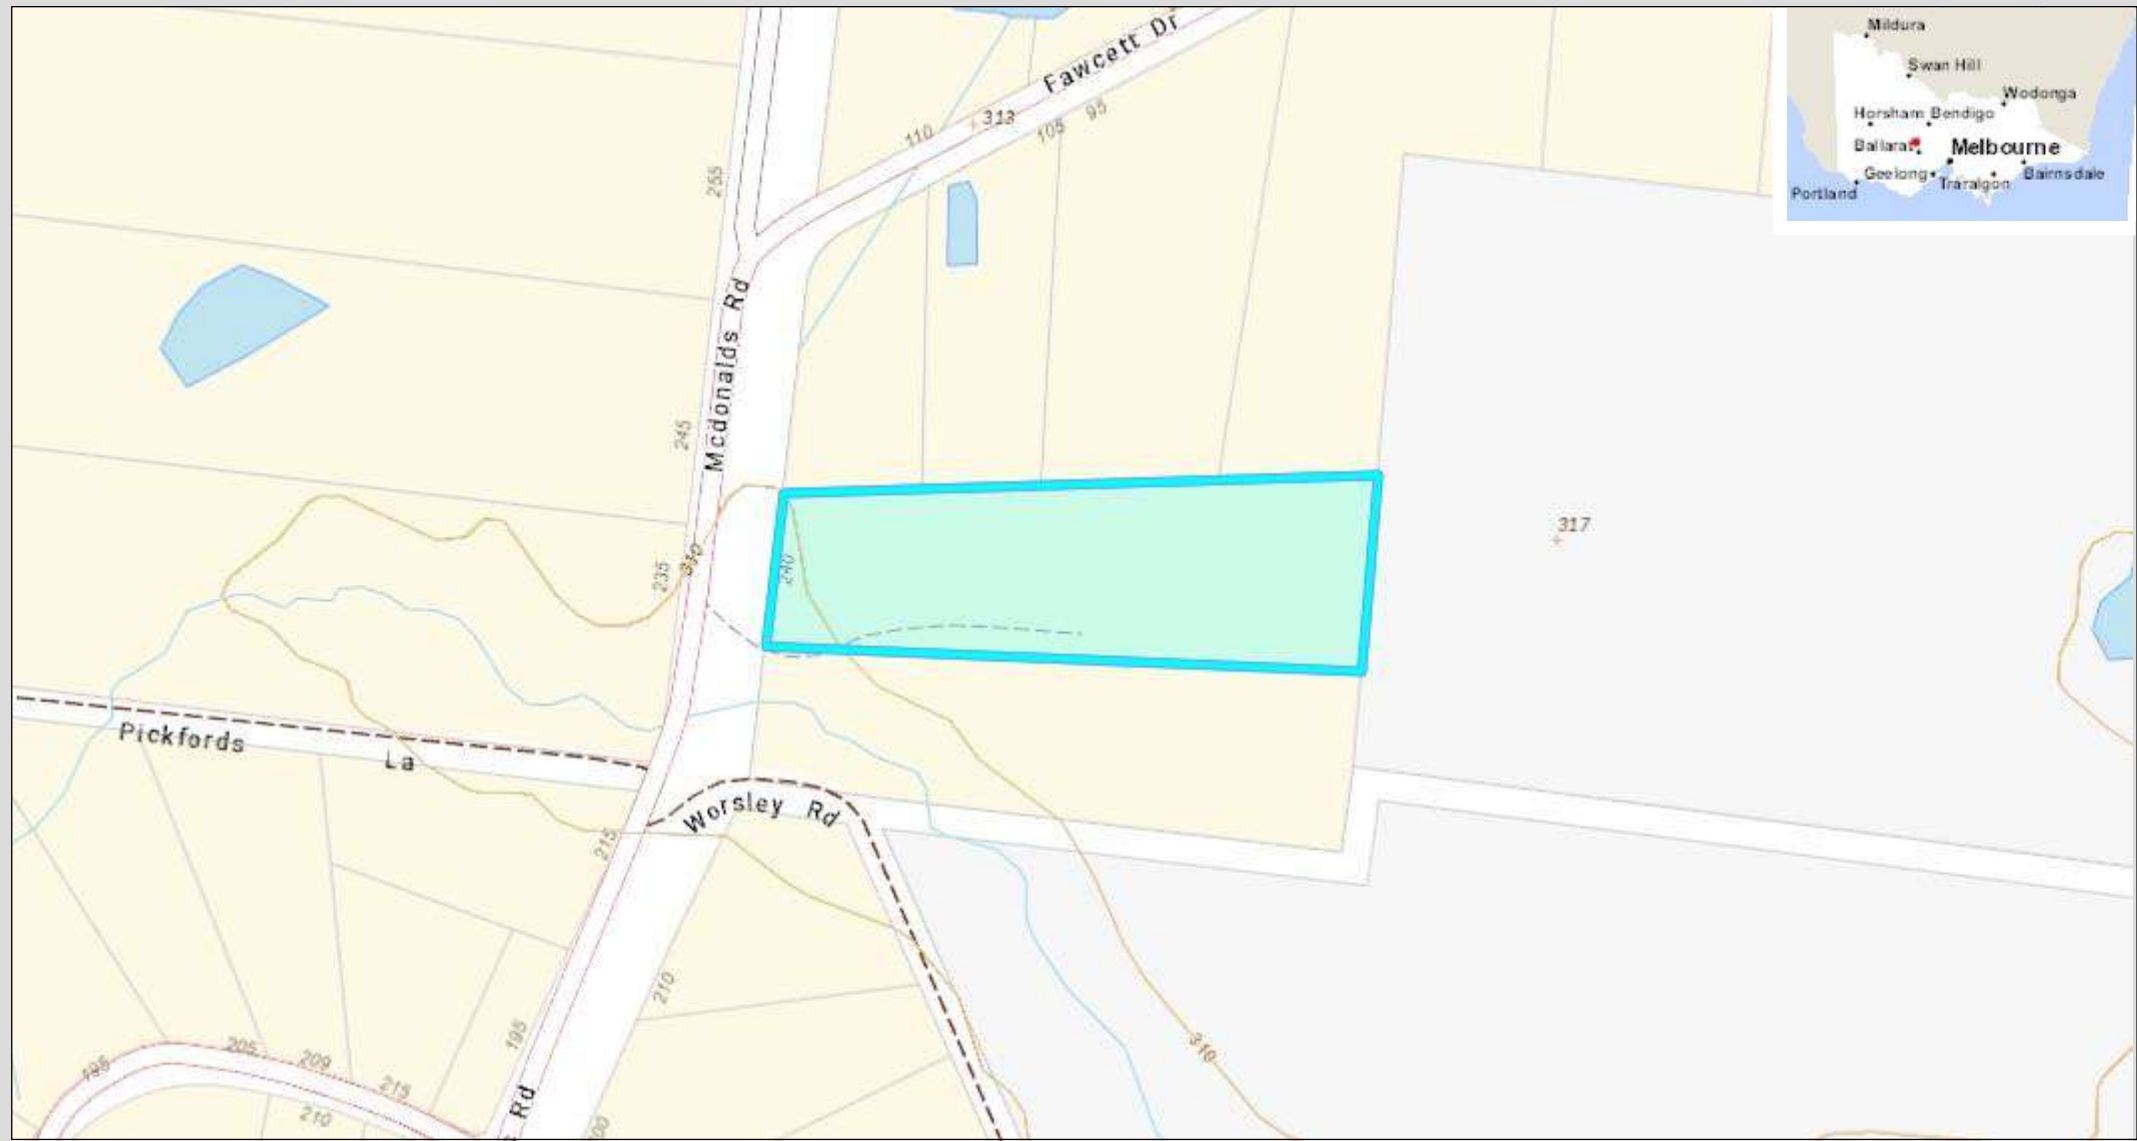 Mildura
Swan Hill
Wodonga
Horsham
Bendigo
Melbourne
Geelong
Traralgon
Bairnsdale
Portland
Fawcett Dr
110
313
105
95
255
Mcdonalds Rd
245
240
235
310
317
Pickfords La
Worsley Rd
215
210
195
310
205
209
215
195
210
Rd